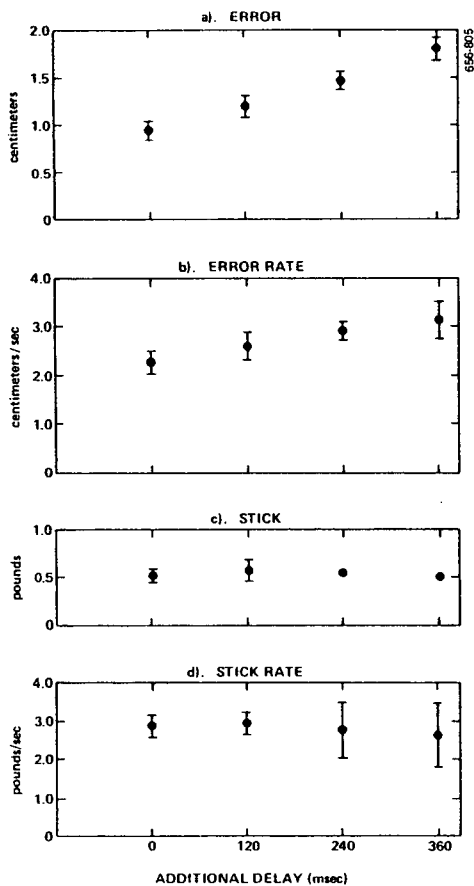 a). ERROR
656-805
2.0
1.5
1.0
0.5
0
centimeters
b). ERROR RATE
4.0
3.0
2.0
1.0
0
centimeters/sec
c). STICK
1.0
0.5
0
pounds
d). STICK RATE
4.0
3.0
2.0
1.0
0
pounds/sec
0 120 240 360
ADDITIONAL DELAY (msec)